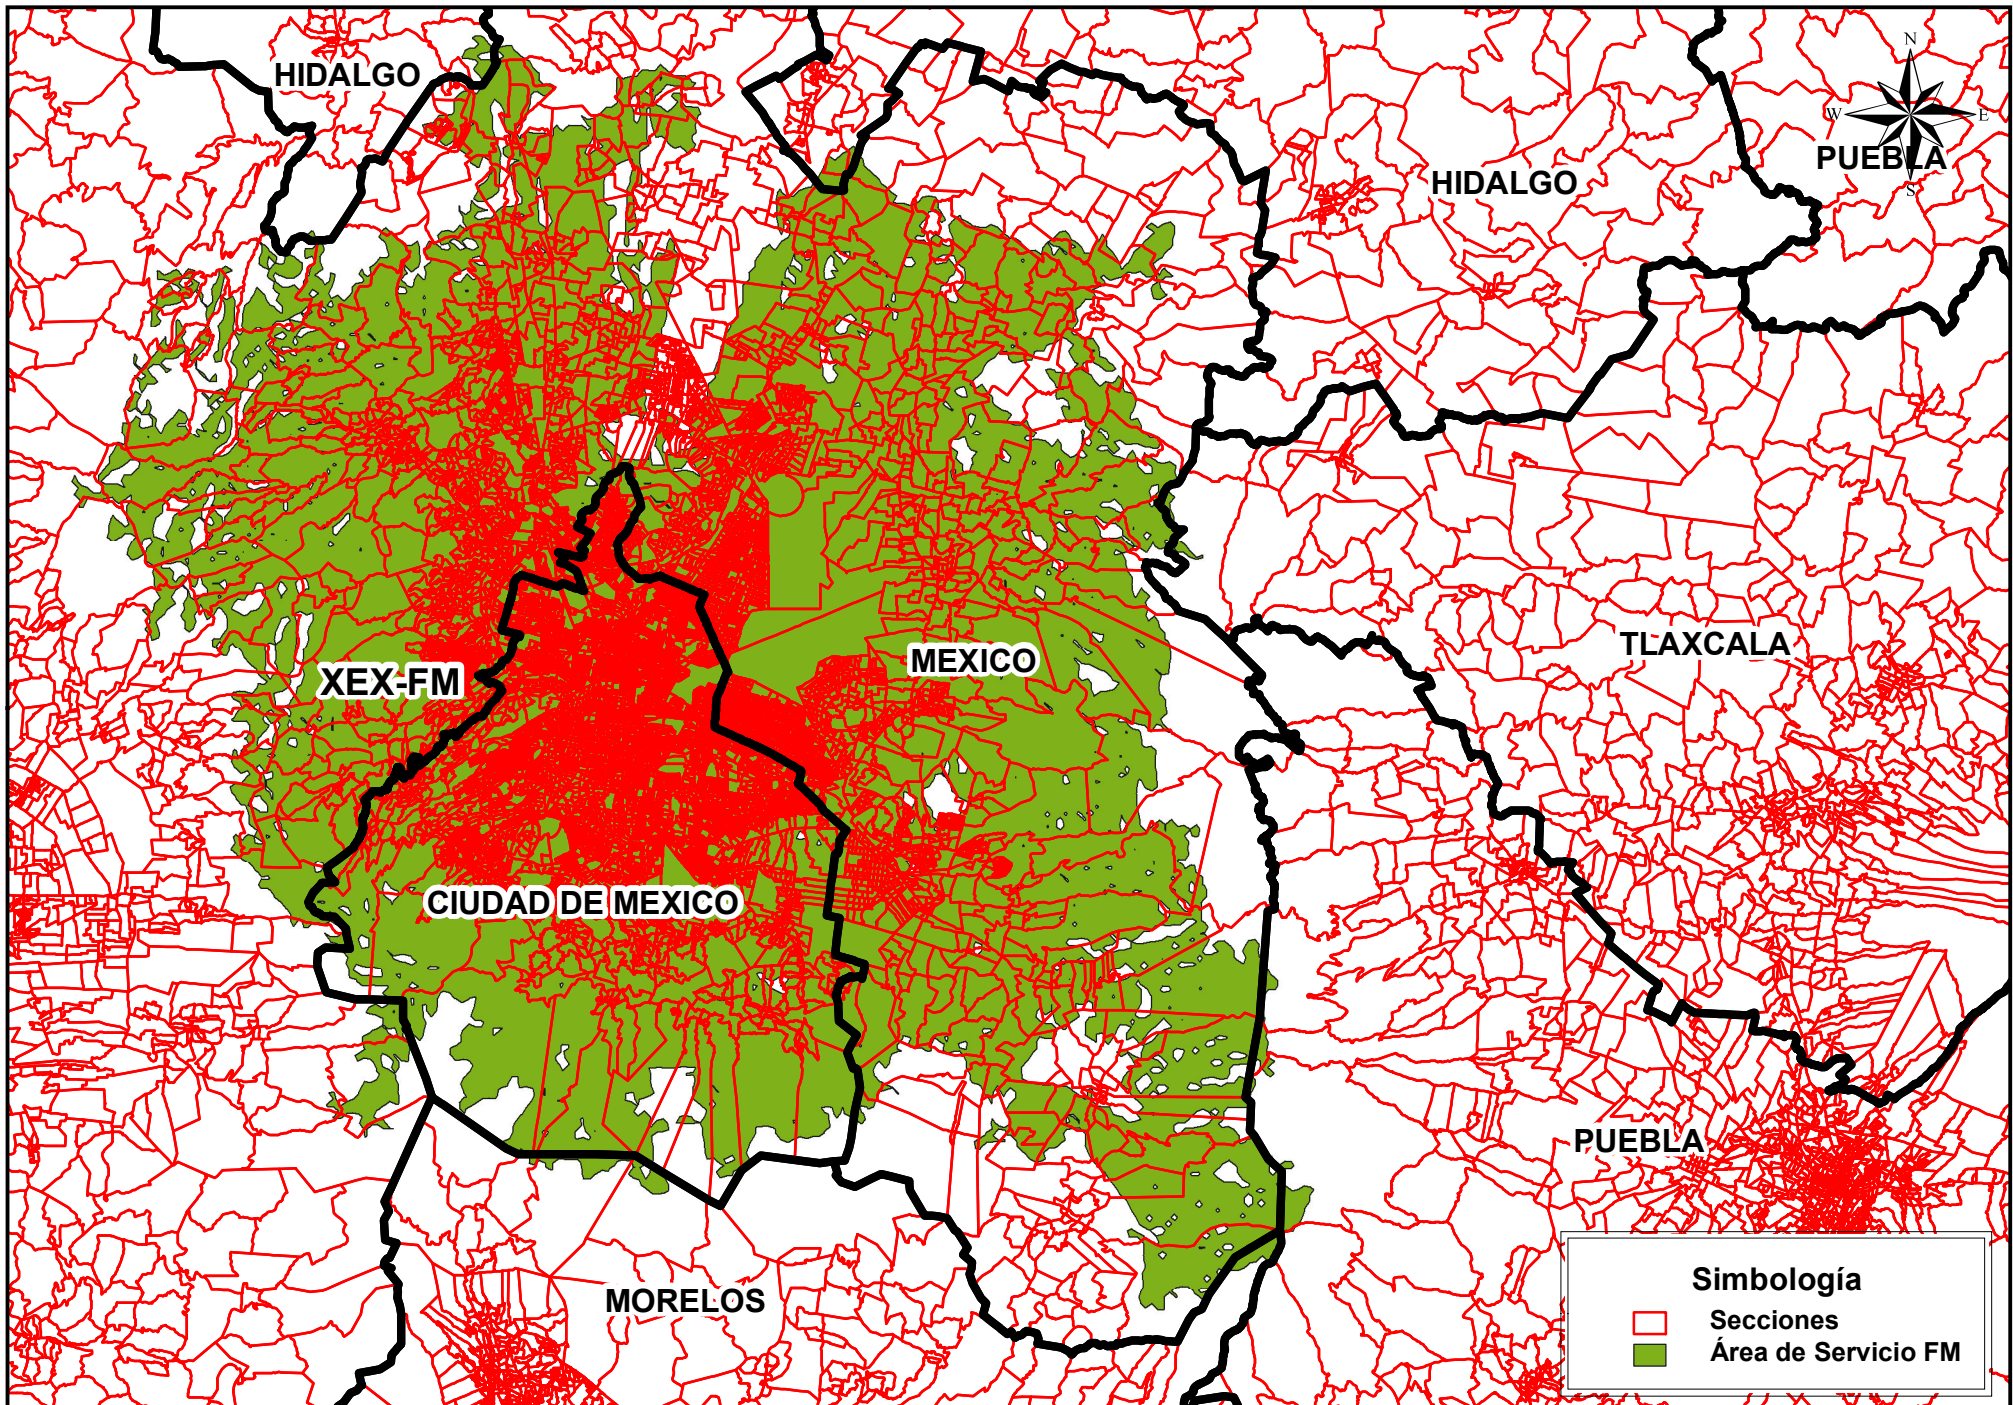 HIDALGO
N
W
E
S
PUEBLA
HIDALGO
TLAXCALA
MEXICO
XEX-FM
CIUDAD DE MEXICO
PUEBLA
MORELOS
Simbología
Secciones
Área de Servicio FM